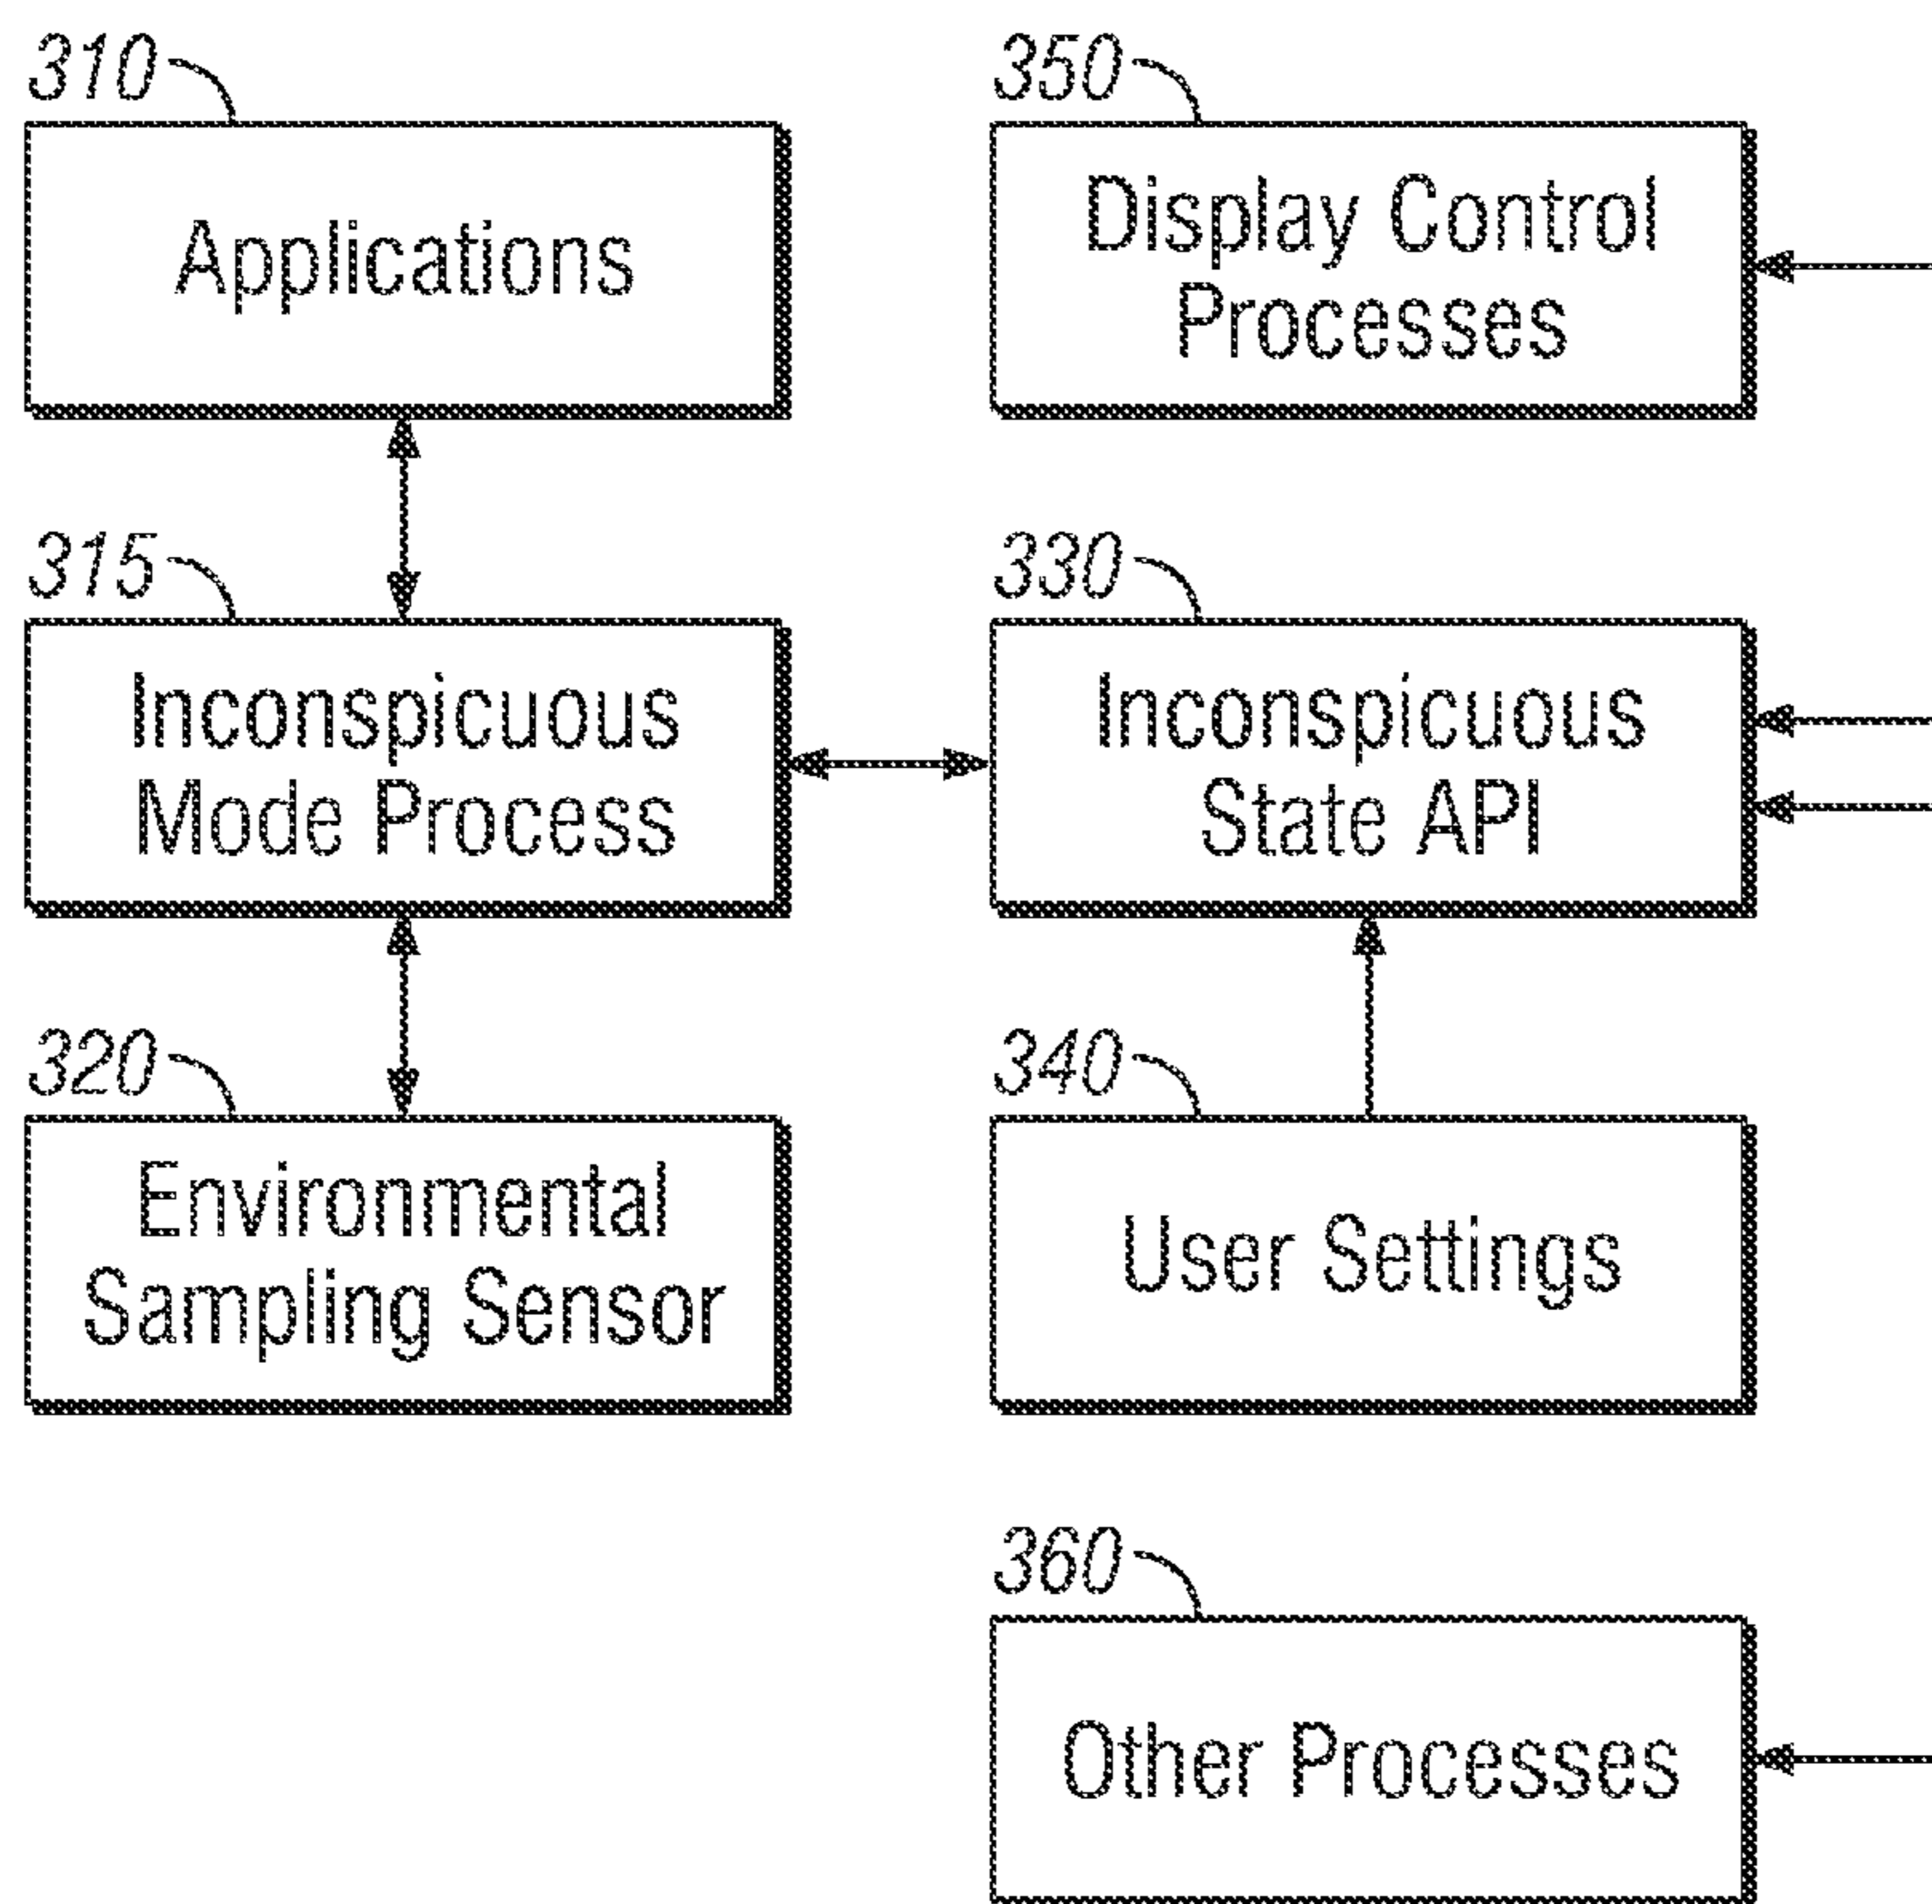 310
Applications
350
Display Control
Processes
315
Inconspicuous
Mode Process
330
Inconspicuous
State API
320
Environmental
Sampling Sensor
340
User Settings
360
Other Processes